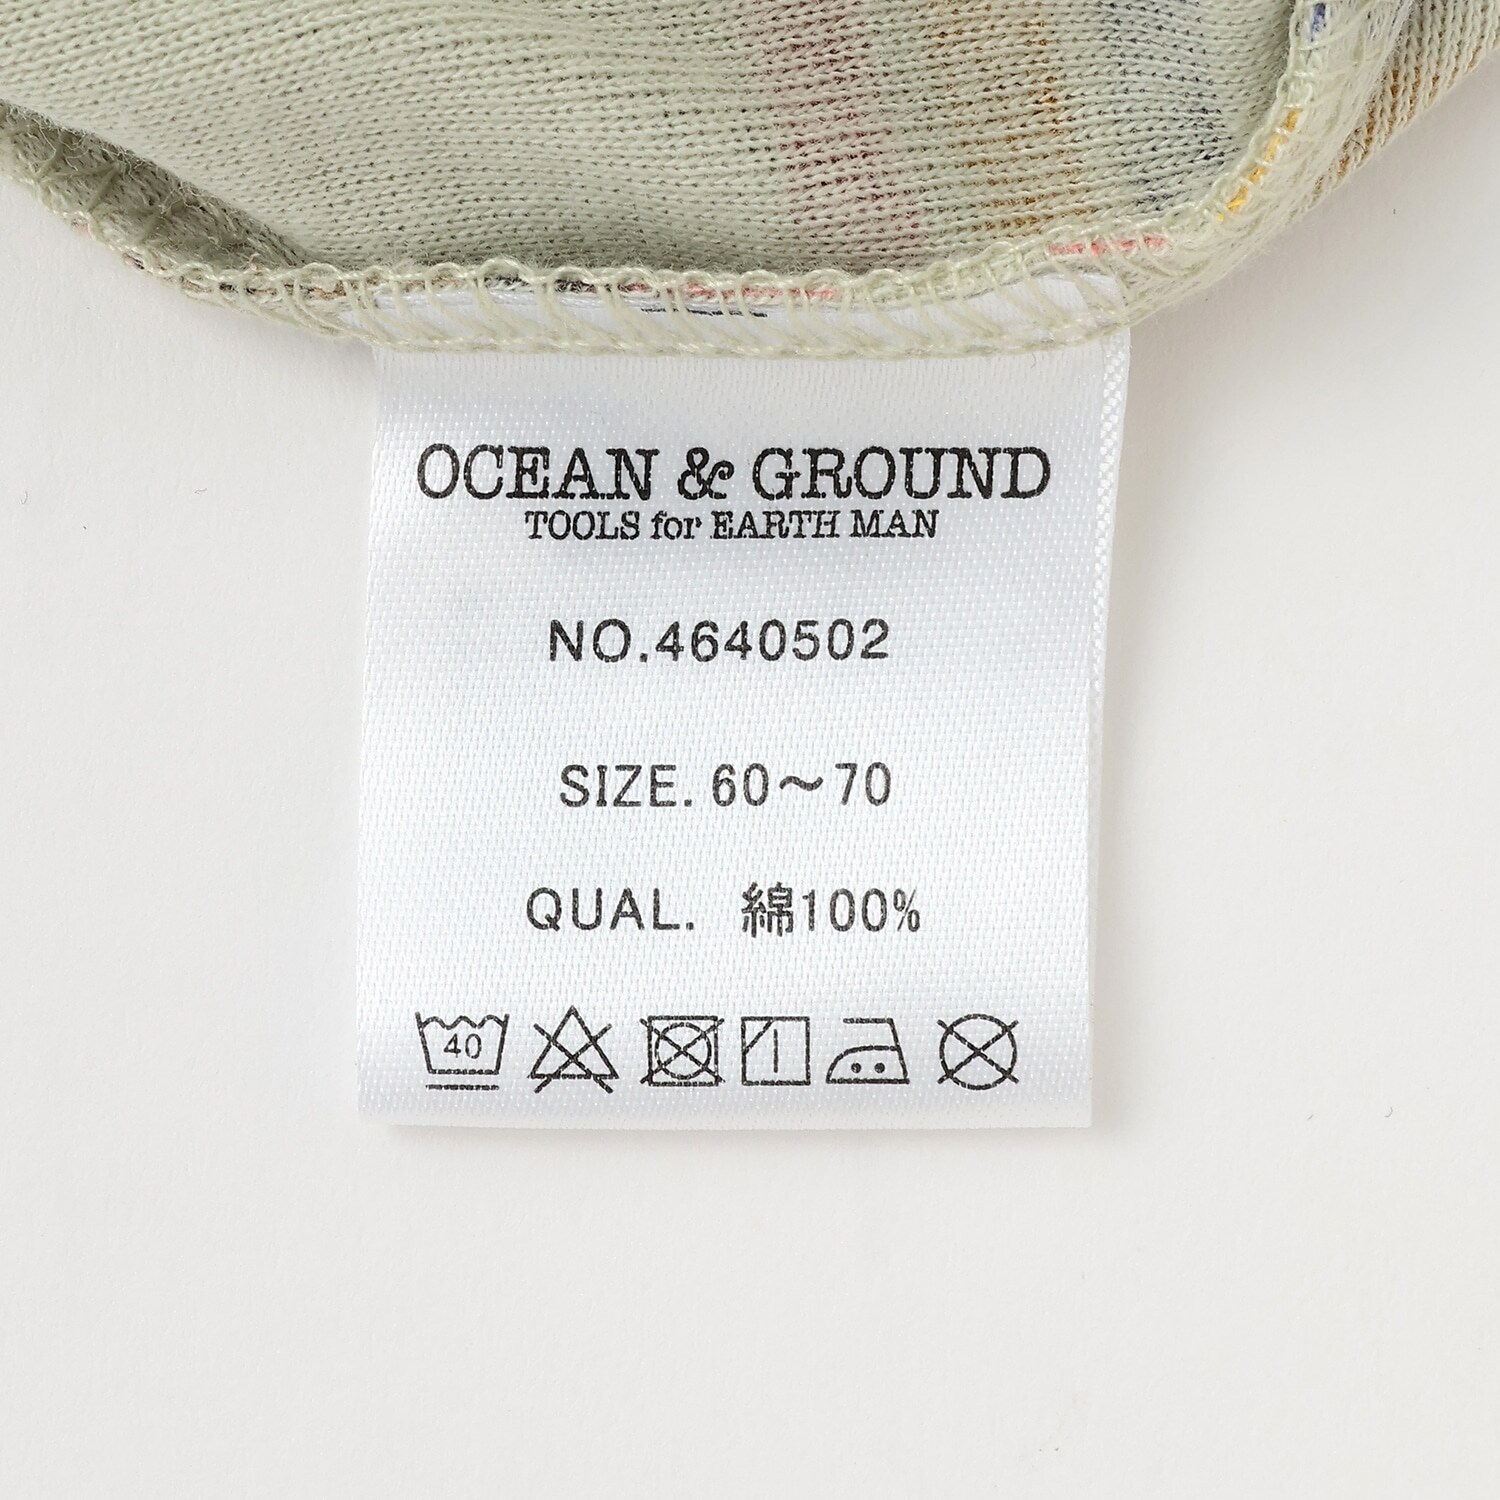 OCEAN & GROUND
TOOLS for EARTH MAN
NO.4640502
SIZE. 60～70
QUAL. 綿100%
40